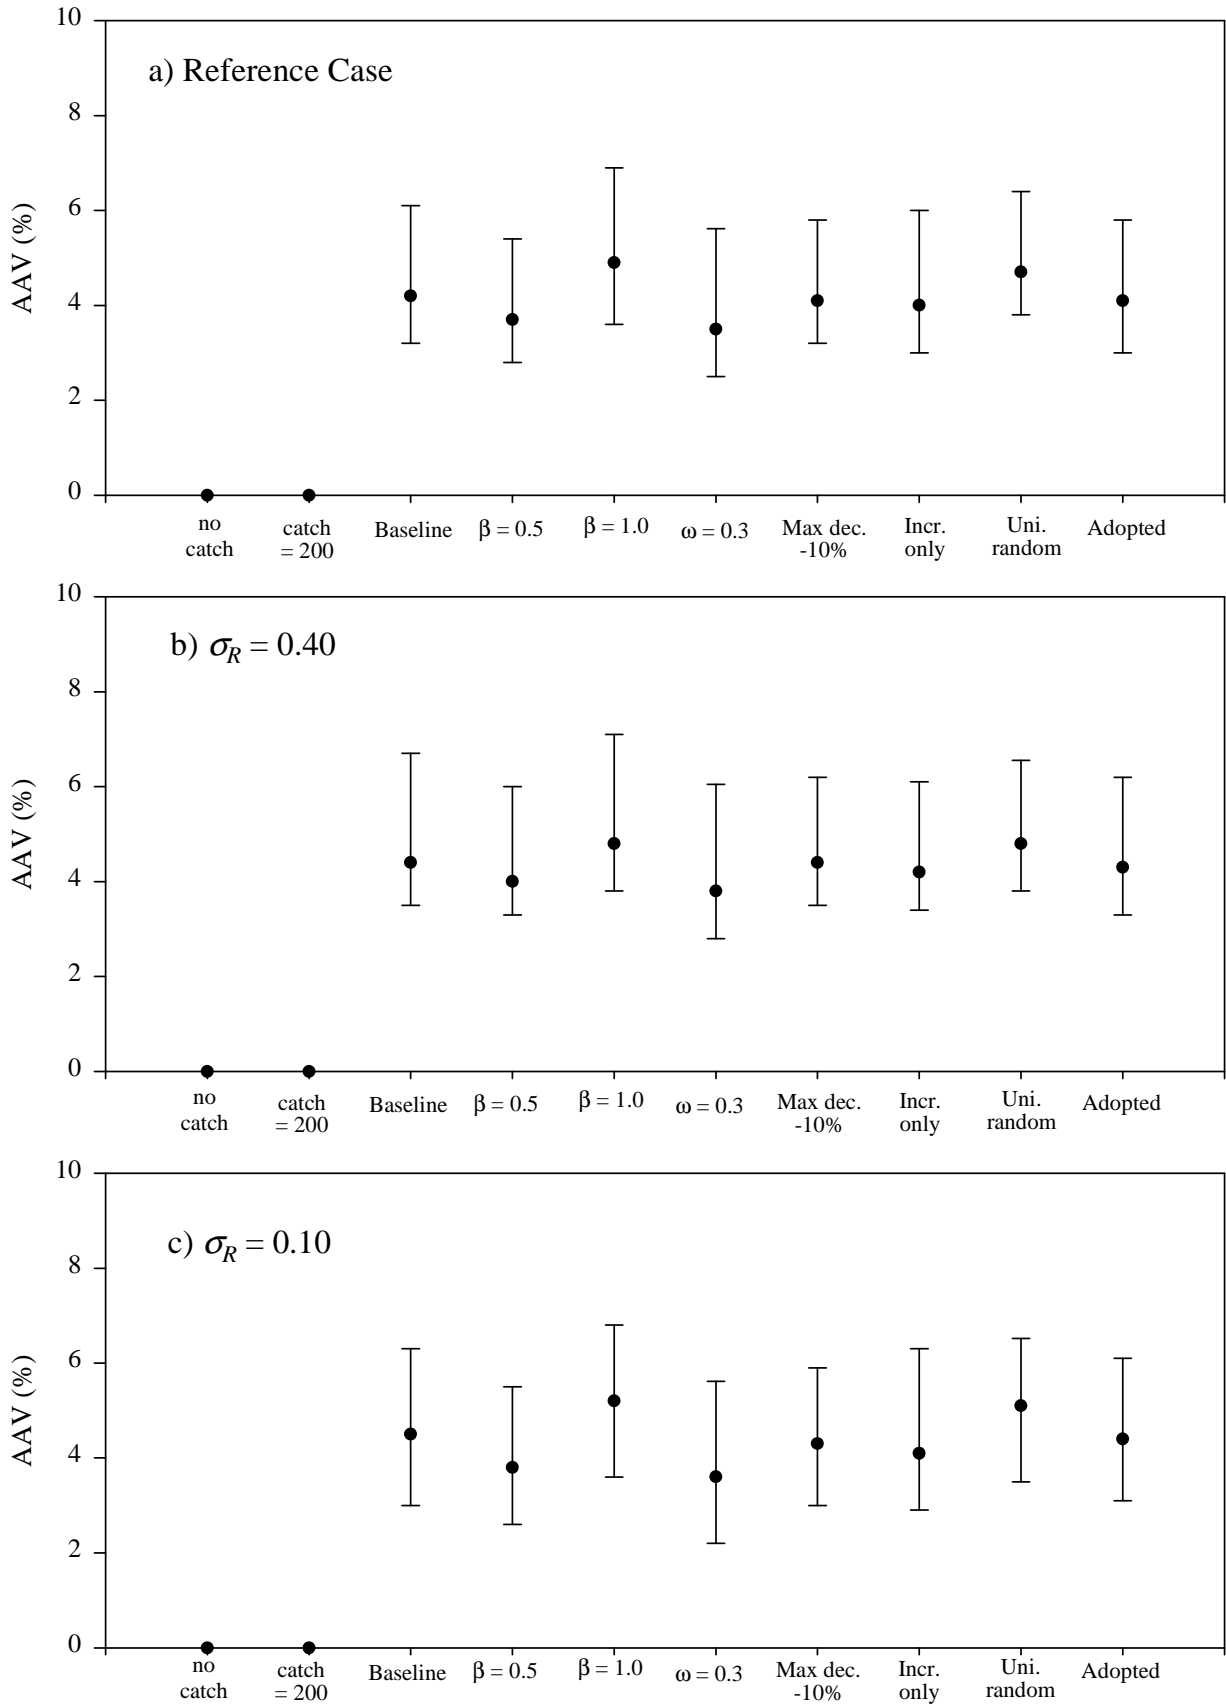 10
a) Reference Case
8
6
AAV (%)
4
2
0
no catch
catch = 200
Baseline
β = 0.5
β = 1.0
ω = 0.3
Max dec. -10%
Incr. only
Uni. random
Adopted
10
b) σR = 0.40
8
6
AAV (%)
4
2
0
no catch
catch = 200
Baseline
β = 0.5
β = 1.0
ω = 0.3
Max dec. -10%
Incr. only
Uni. random
Adopted
10
c) σR = 0.10
8
6
AAV (%)
4
2
0
no catch
catch = 200
Baseline
β = 0.5
β = 1.0
ω = 0.3
Max dec. -10%
Incr. only
Uni. random
Adopted